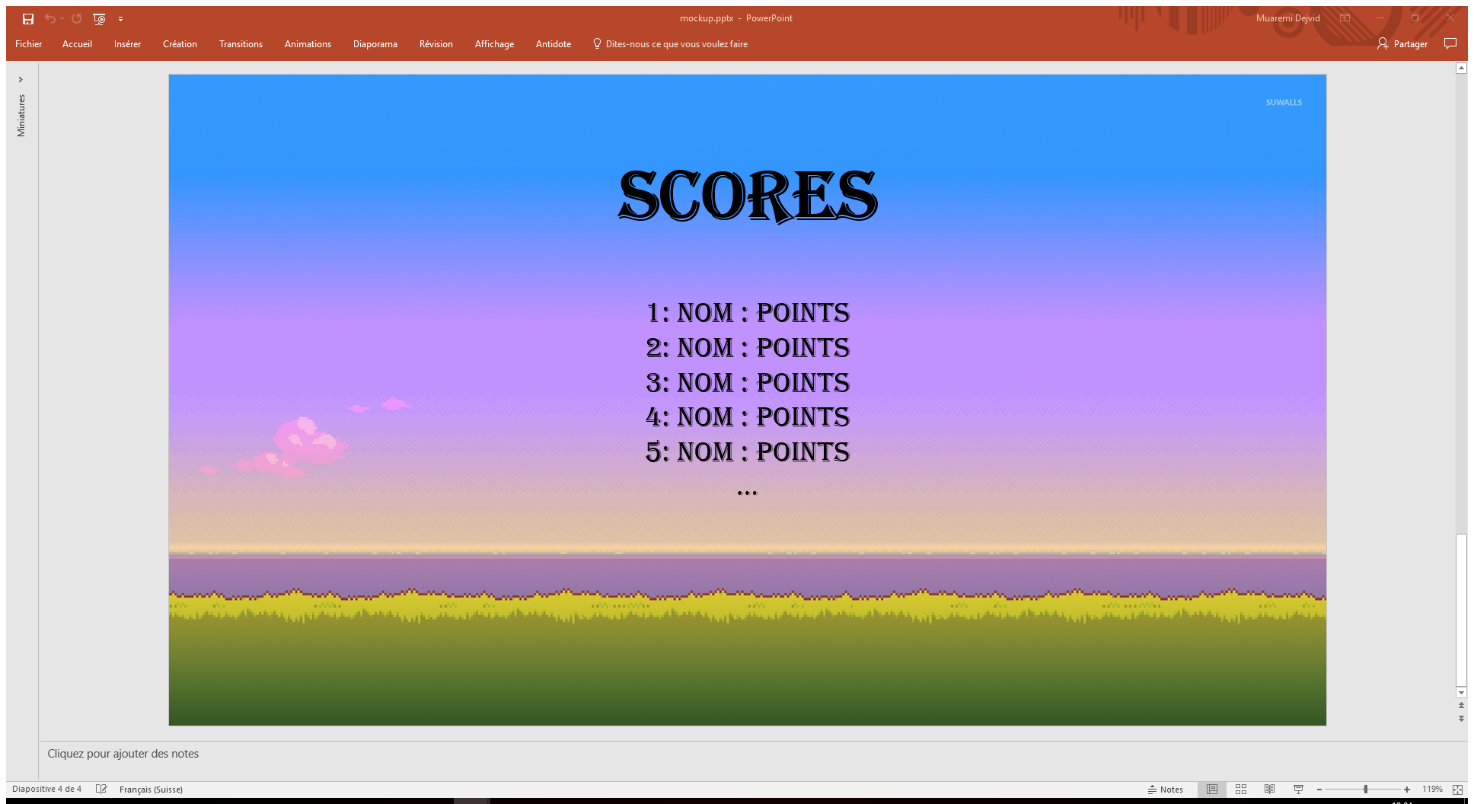 mockup.pptx - PowerPoint
Muaremi Dejvid
Fichier Accueil Insérer Création Transitions Animations Diaporama Révision Affichage Antidote Dites-nous ce que vous voulez faire Partager
Miniatures
SUWALLS
SCORES
1: NOM : POINTS
2: NOM : POINTS
3: NOM : POINTS
4: NOM : POINTS
5: NOM : POINTS
...
Cliquez pour ajouter des notes
Diapositive 4 de 4 Français (Suisse) Notes 119%